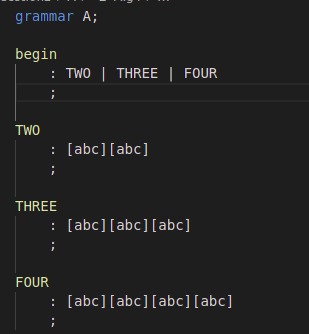 grammar A;
begin
: TWO | THREE | FOUR
;
TWO
: [abc][abc]
;
THREE
: [abc][abc][abc]
;
FOUR
: [abc][abc][abc][abc]
;